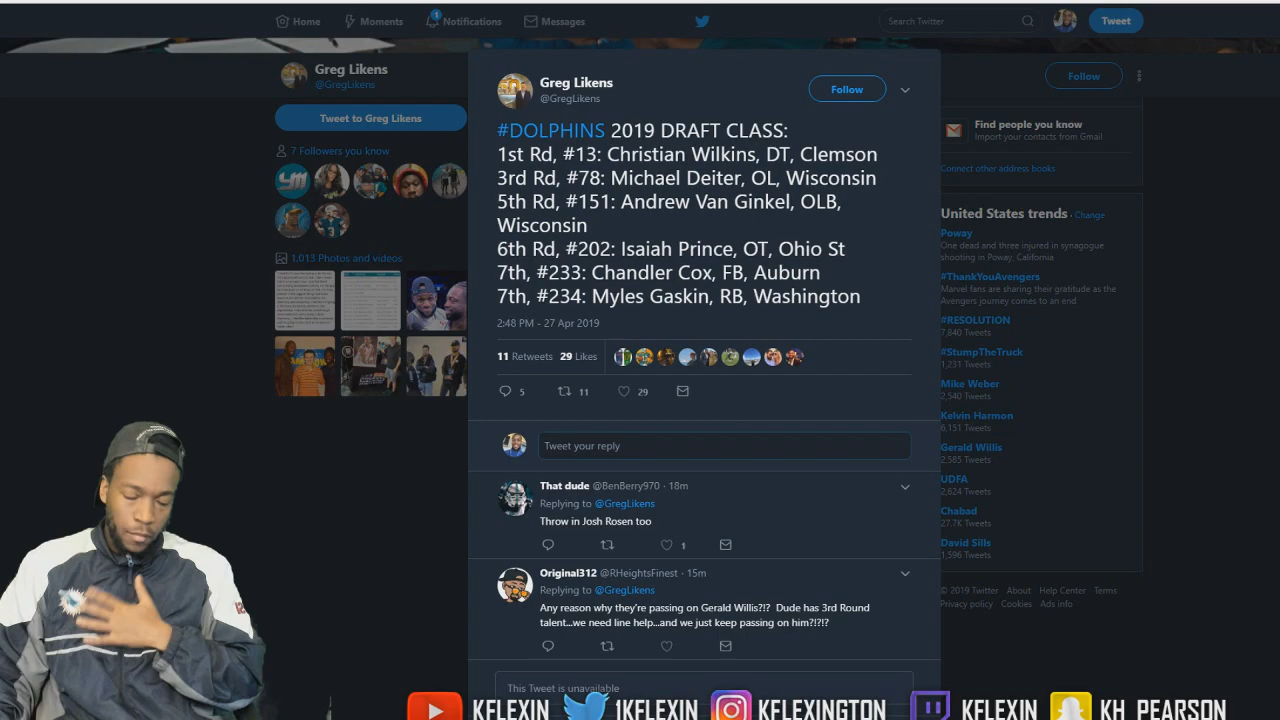 Home
Moments
1
Notifications
Messages
Search Twitter
Tweet
Greg Likens
@GregLikens
Tweet to Greg Likens
7 Followers you know
1,013 Photos and videos
Greg Likens
@GregLikens
Follow
#DOLPHINS 2019 DRAFT CLASS:
1st Rd, #13: Christian Wilkins, DT, Clemson
3rd Rd, #78: Michael Deiter, OL, Wisconsin
5th Rd, #151: Andrew Van Ginkel, OLB,
Wisconsin
6th Rd, #202: Isaiah Prince, OT, Ohio St
7th, #233: Chandler Cox, FB, Auburn
7th, #234: Myles Gaskin, RB, Washington
2:48 PM - 27 Apr 2019
11 Retweets 29 Likes
5 11 29
Tweet your reply
That dude @BenBerry970 · 18m
Replying to @GregLikens
Throw in Josh Rosen too
1
Original312 @RHeightsFinest · 15m
Replying to @GregLikens
Any reason why they're passing on Gerald Willis?!? Dude has 3rd Round
talent...we need line help...and we just keep passing on him?!?!?
This Tweet is unavailable
Follow
Find people you know
Import your contacts from Gmail
Connect other address books
United States trends · Change
Poway
One dead and three injured in synagogue
shooting in Poway, California
#ThankYouAvengers
Marvel fans are sharing their gratitude as the
Avengers journey comes to an end
#RESOLUTION
7,840 Tweets
#StumpTheTruck
1,231 Tweets
Mike Weber
2,540 Tweets
Kelvin Harmon
6,151 Tweets
Gerald Willis
2,585 Tweets
UDFA
2,624 Tweets
Chabad
27.7K Tweets
David Sills
1,596 Tweets
© 2019 Twitter About Help Center Terms
Privacy policy Cookies Ads info
KFLEXIN
1KFLEXIN
KFLEXINGTON
KFLEXIN
KH_PEARSON